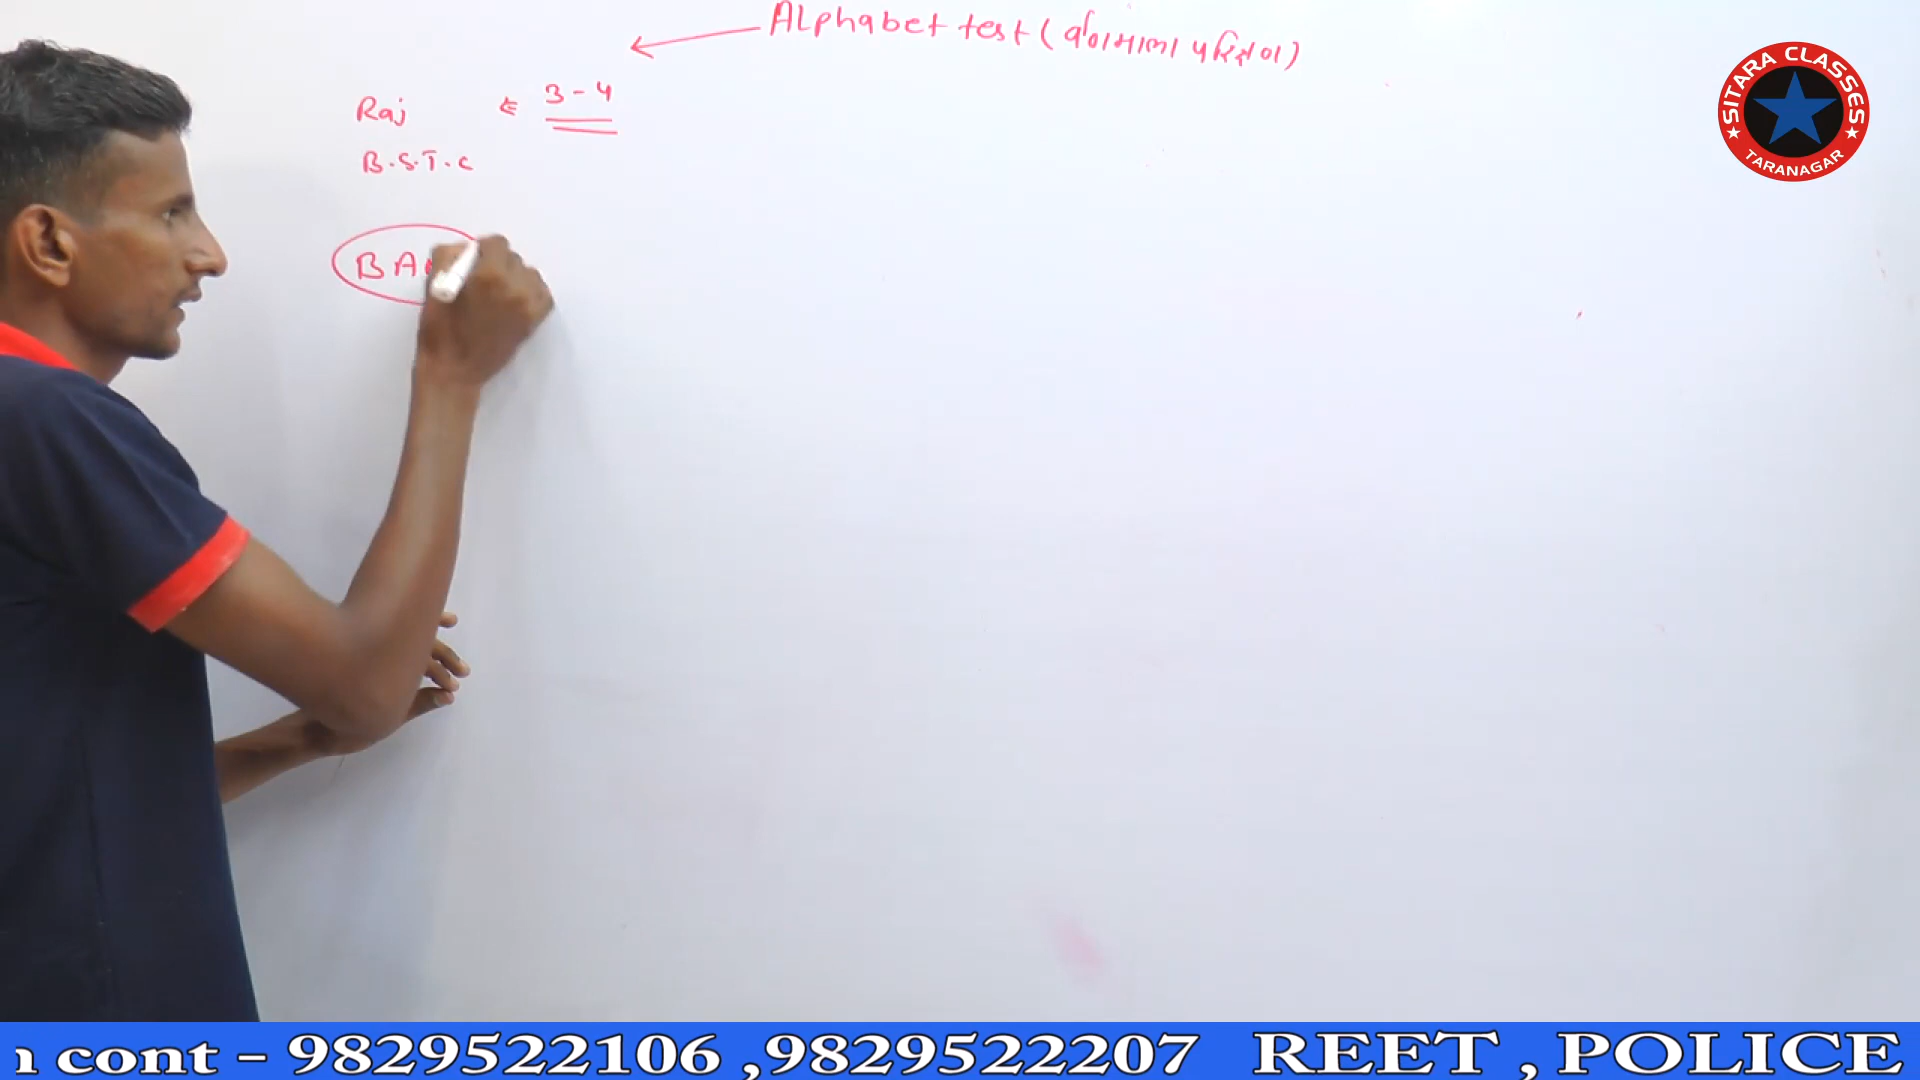 Alphabet test (वर्णमाला परिक्षण)
Raj 3-4
B.S.T.C
BA
SITARA CLASSES
TARANAGAR
cont - 9829522106 ,9829522207 REET , POLICE